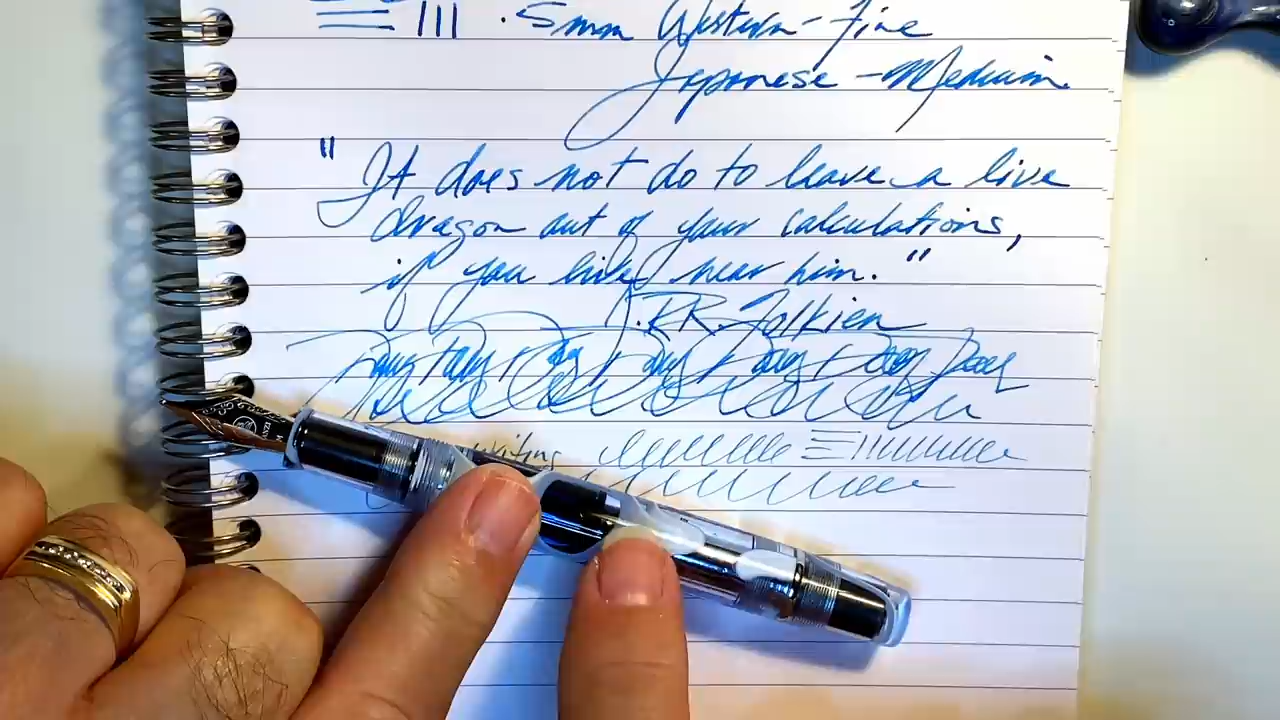 .5mm Western-Fine
Japanese-Medium
"It does not do to leave a live
dragon out of your calculations,
if you live near him."
J.R.R. Tolkien
writing